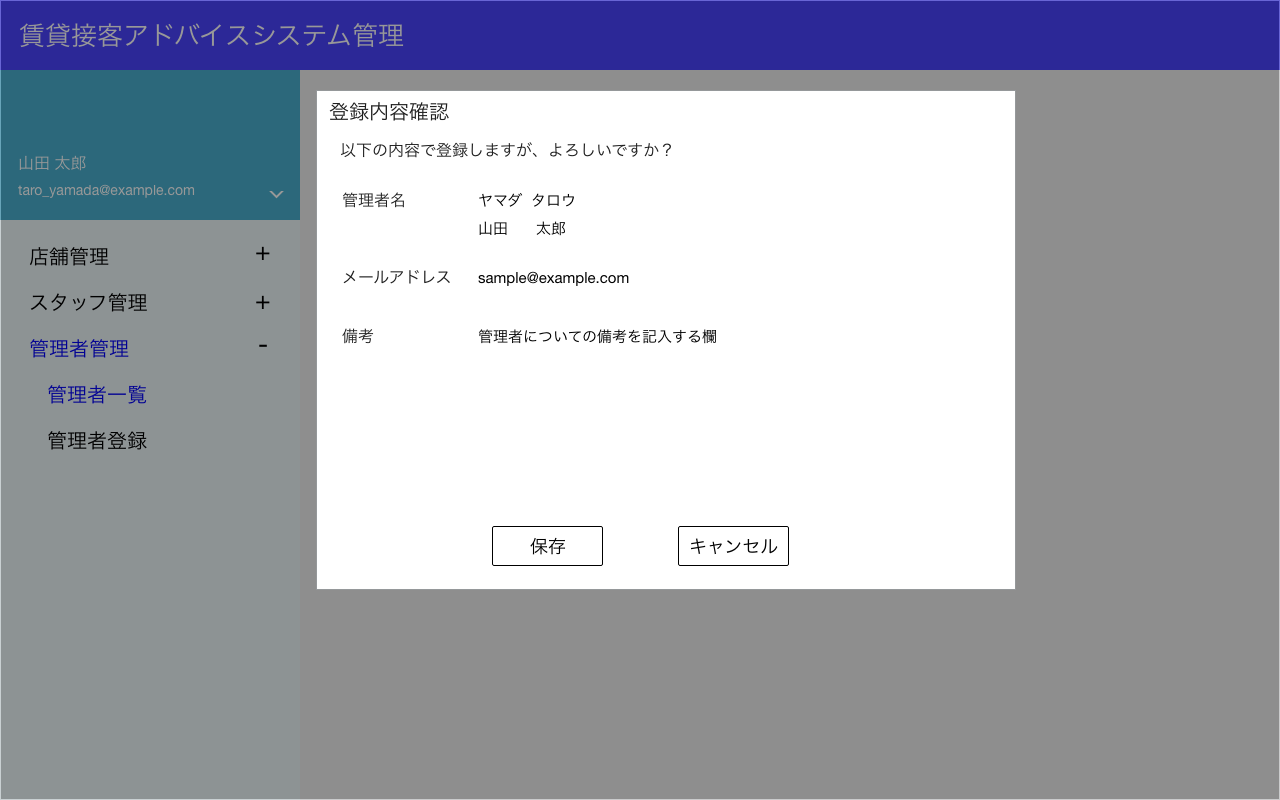 賃貸接客アドバイスシステム管理
山田 太郎
taro_yamada@example.com
店舗管理 +
スタッフ管理 +
管理者管理 -
管理者一覧
管理者登録
登録内容確認
以下の内容で登録しますが、よろしいですか？
管理者名 ヤマダ タロウ
山田 太郎
メールアドレス sample@example.com
備考 管理者についての備考を記入する欄
保存 キャンセル